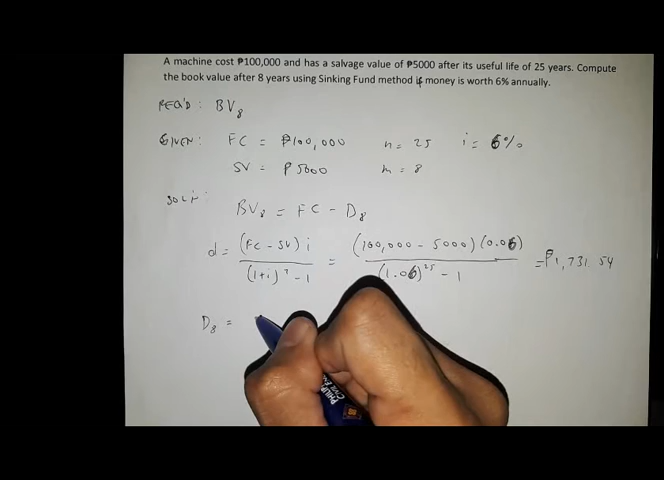 A machine cost ₱100,000 and has a salvage value of ₱5000 after its useful life of 25 years. Compute
the book value after 8 years using Sinking Fund method if money is worth 6% annually.
REQ'D: BV₈
GIVEN: FC = ₱100,000 n = 25 i = 6%
SV = ₱5000 m = 8
SOL'N:
BV₈ = FC - D₈
d = (FC - SV) i / (1+i)ⁿ - 1 = (100,000 - 5000)(0.06) / (1.06)²⁵ - 1 = ₱1,731.54
D₈ =